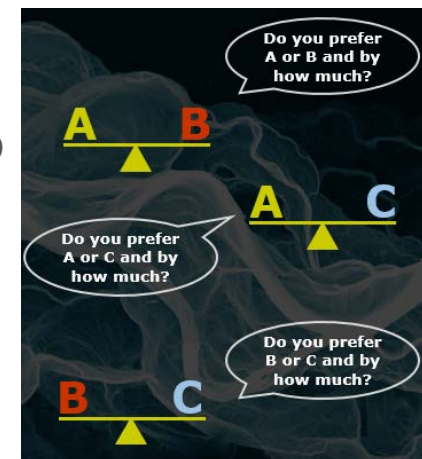 Do you prefer
A or B and by
how much?
A B
A C
Do you prefer
A or C and by
how much?
Do you prefer
B or C and by
how much?
B C